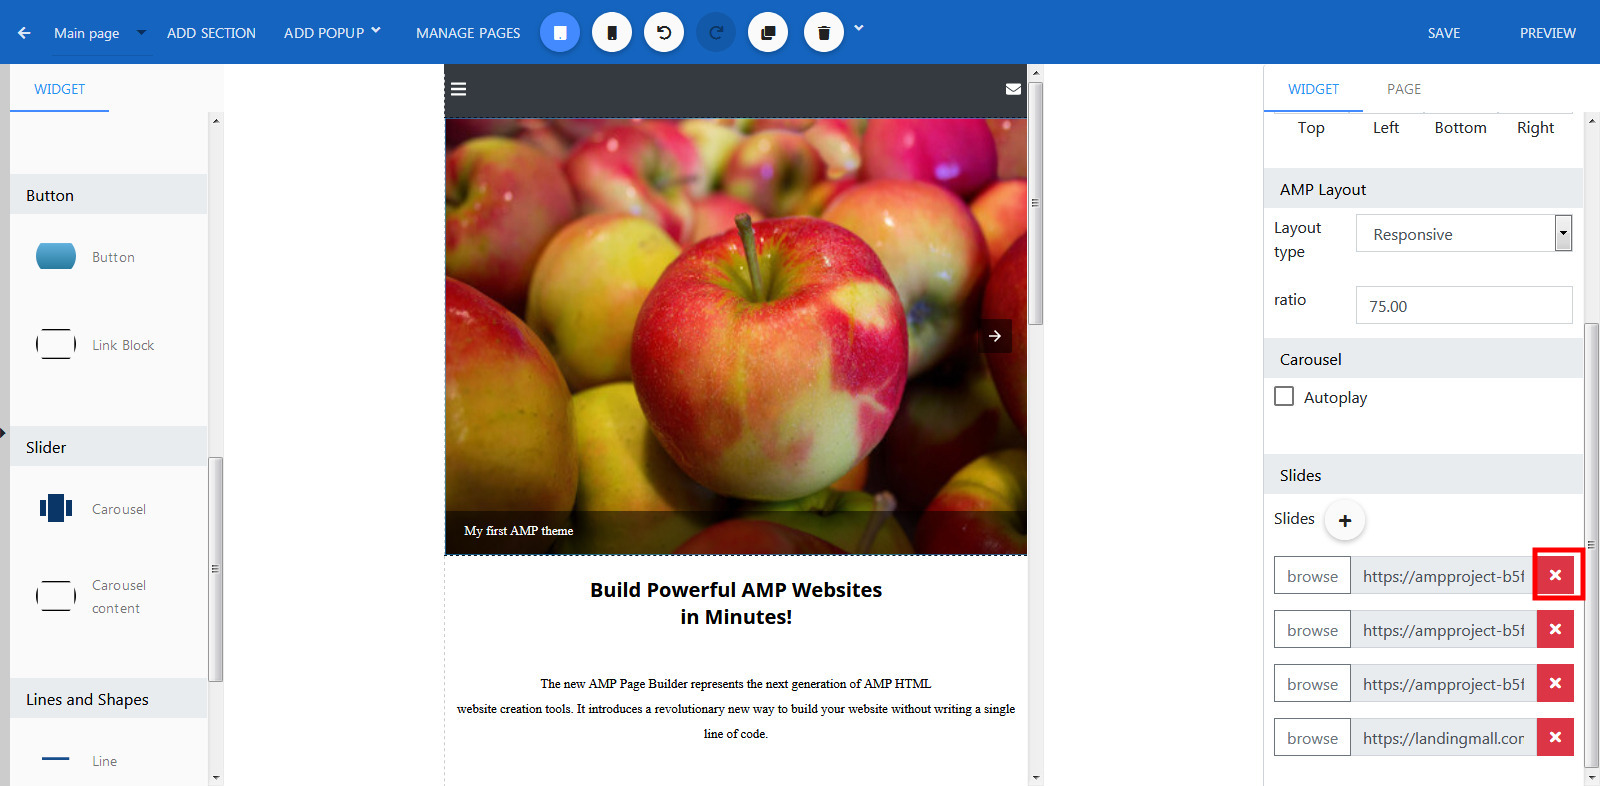 Main page
ADD SECTION
ADD POPUP
MANAGE PAGES
SAVE
PREVIEW
WIDGET
Button
Button
Link Block
Slider
Carousel
Carousel
content
Lines and Shapes
Line
My first AMP theme
Build Powerful AMP Websites
in Minutes!
The new AMP Page Builder represents the next generation of AMP HTML
website creation tools. It introduces a revolutionary new way to build your website without writing a single
line of code.
WIDGET
PAGE
Top
Left
Bottom
Right
AMP Layout
Layout
type
Responsive
ratio
75.00
Carousel
Autoplay
Slides
Slides
browse
https://ampproject-b5f
browse
https://ampproject-b5f
browse
https://ampproject-b5f
browse
https://landingmall.con